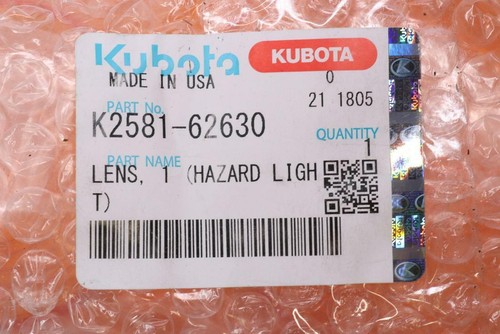 Kubota KUBOTA
MADE IN USA 0
PART No. 21 1805
K2581-62630
QUANTITY
PART NAME 1
LENS, 1 (HAZARD LIGH
T)